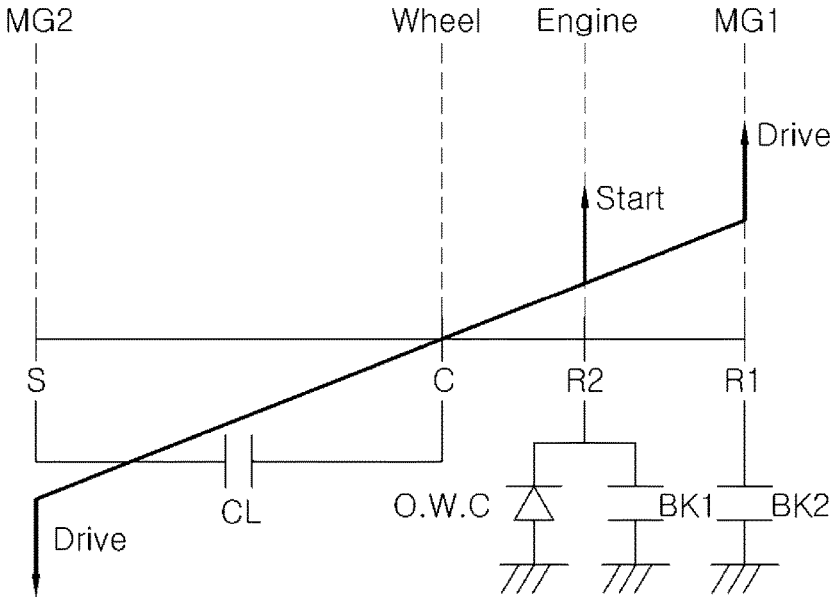 MG2 Wheel Engine MG1
Drive
Start
S C R2 R1
CL O.W.C BK1 BK2
Drive